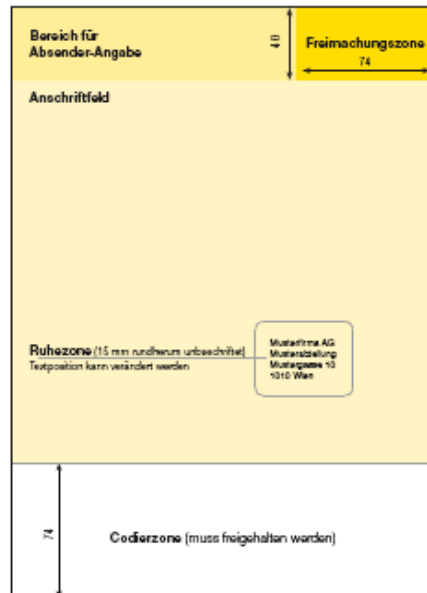 Bereich für
Absender-Angabe
40
Freimachungszone
74
Anschriftfeld
Ruhezone (15 mm rundherum unbeschriftet)
Textposition kann verändert werden
Musterfirma AG
Musterabteilung
Mustergasse 10
1010 Wien
74
Codierzone (muss freigehalten werden)